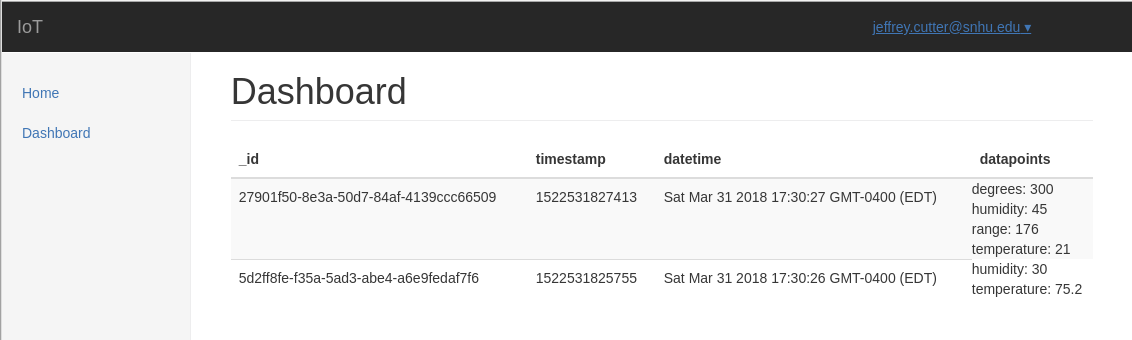 IoT
jeffrey.cutter@snhu.edu ▾
Home
Dashboard
Dashboard
_id timestamp datetime datapoints
27901f50-8e3a-50d7-84af-4139ccc66509 1522531827413 Sat Mar 31 2018 17:30:27 GMT-0400 (EDT)
degrees: 300
humidity: 45
range: 176
temperature: 21
5d2ff8fe-f35a-5ad3-abe4-a6e9fedaf7f6 1522531825755 Sat Mar 31 2018 17:30:26 GMT-0400 (EDT)
humidity: 30
temperature: 75.2